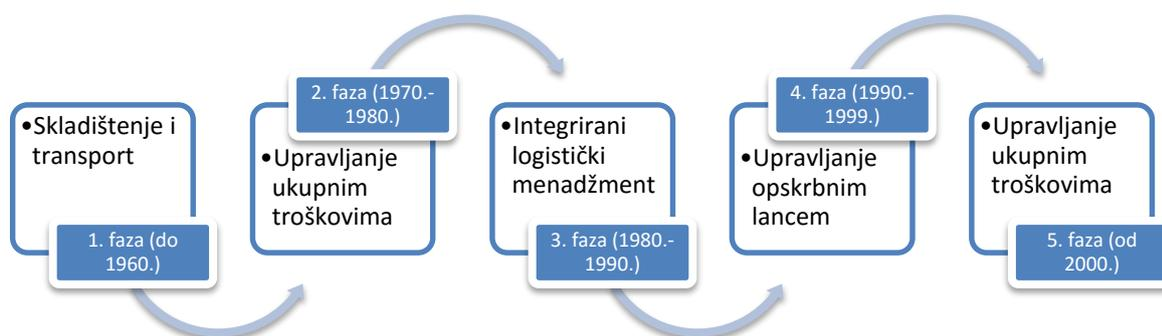 •Skladištenje i
transport
1. faza (do
1960.)
2. faza (1970.-
1980.)
•Upravljanje
ukupnim
troškovima
•Integrirani
logistički
menadžment
3. faza (1980.-
1990.)
4. faza (1990.-
1999.)
•Upravljanje
opskrbnim
lancem
•Upravljanje
ukupnim
troškovima
5. faza (od
2000.)